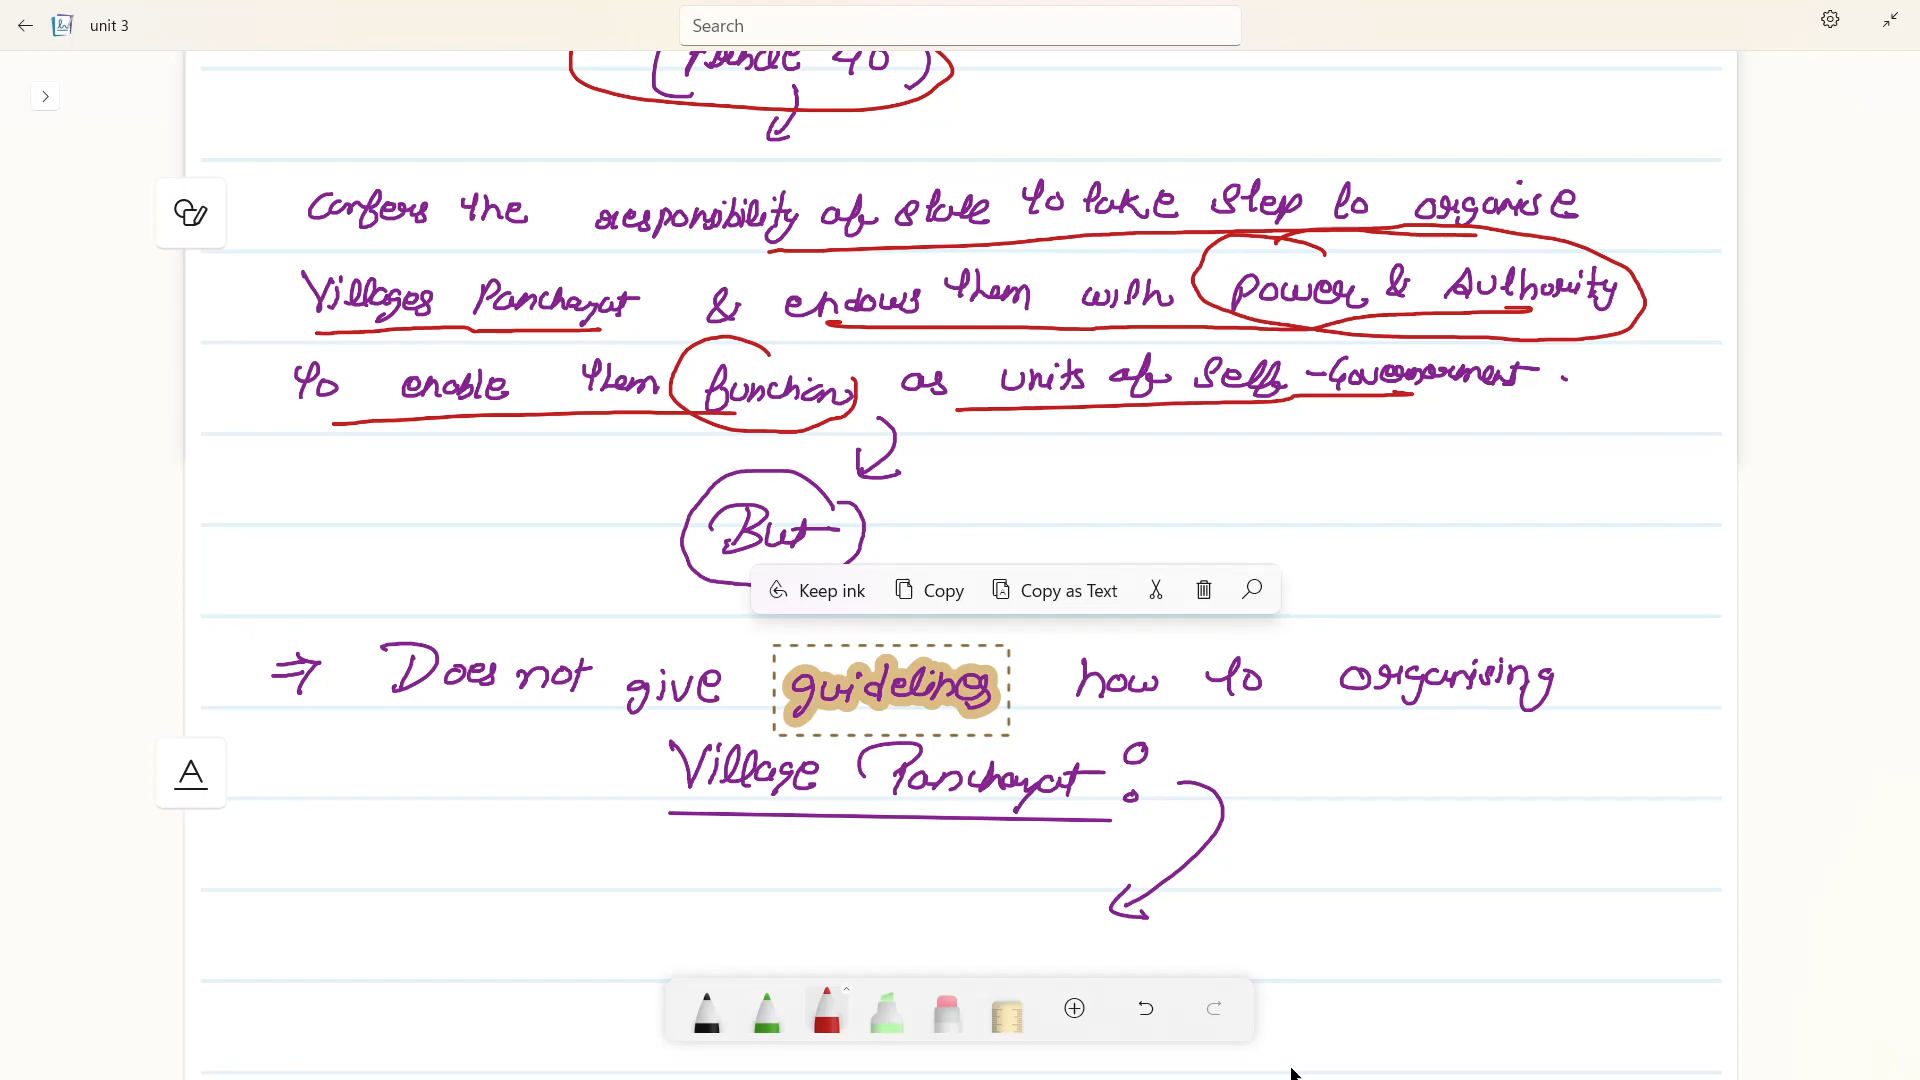 unit 3
Search
(Article 40)
Confers the responsibility of state to take step to organise
Villages Panchayat & endows them with power & Authority
to enable them function as units of Self-Government.
But
Keep ink Copy Copy as Text
⇒ Does not give guidelines how to organising
Village Panchayat :